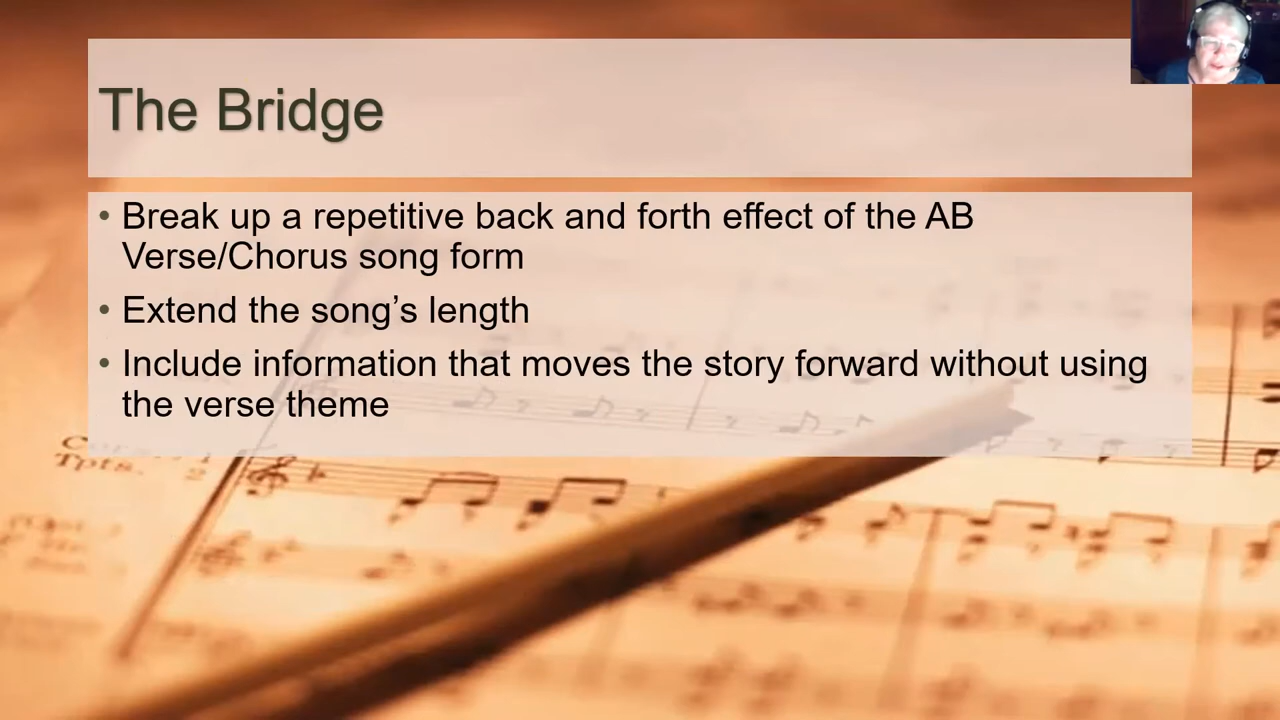 The Bridge
• Break up a repetitive back and forth effect of the AB
Verse/Chorus song form
• Extend the song’s length
• Include information that moves the story forward without using
the verse theme
Tpts.